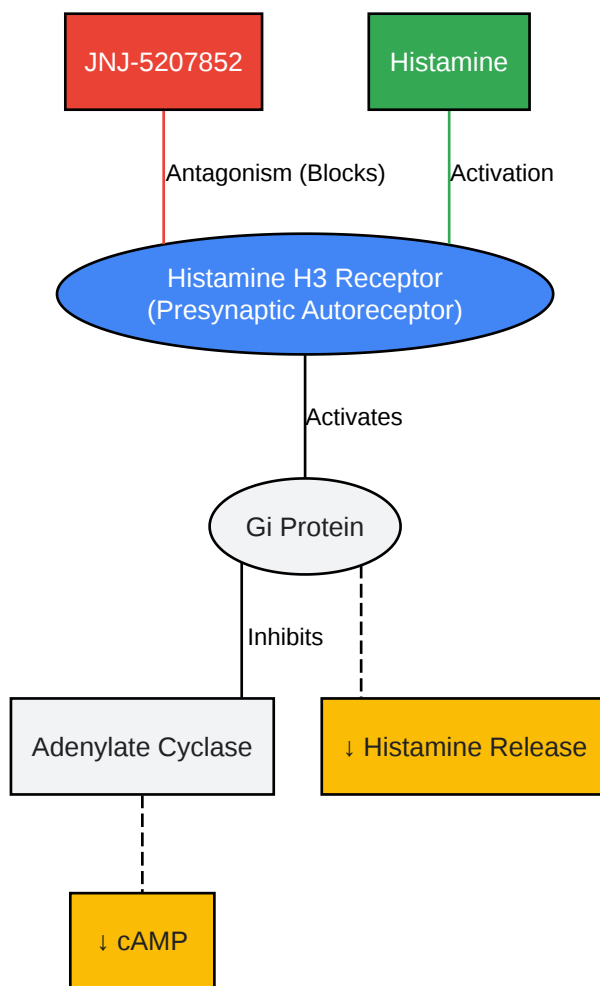 JNJ-5207852
Histamine
Antagonism (Blocks)
Activation
Histamine H3 Receptor
(Presynaptic Autoreceptor)
Activates
Gi Protein
Inhibits
Adenylate Cyclase
↓ Histamine Release
↓ cAMP